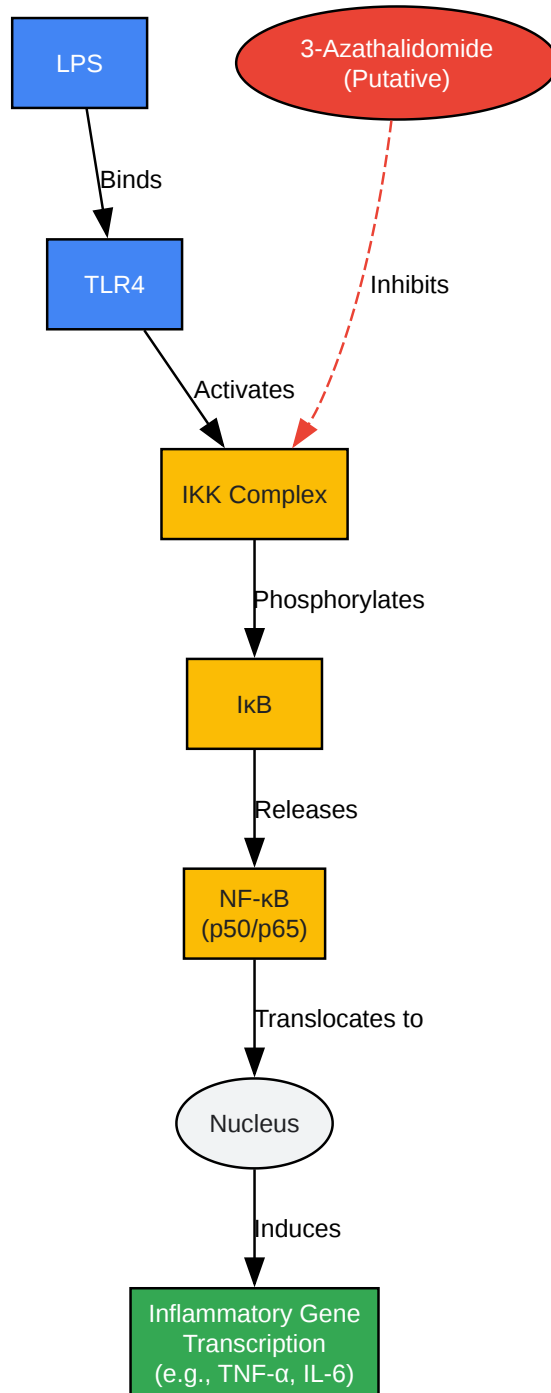 LPS
3-Azathalidomide
(Putative)
Binds
TLR4
Inhibits
Activates
IKK Complex
Phosphorylates
IκB
Releases
NF-κB
(p50/p65)
Translocates to
Nucleus
Induces
Inflammatory Gene
Transcription
(e.g., TNF-α, IL-6)